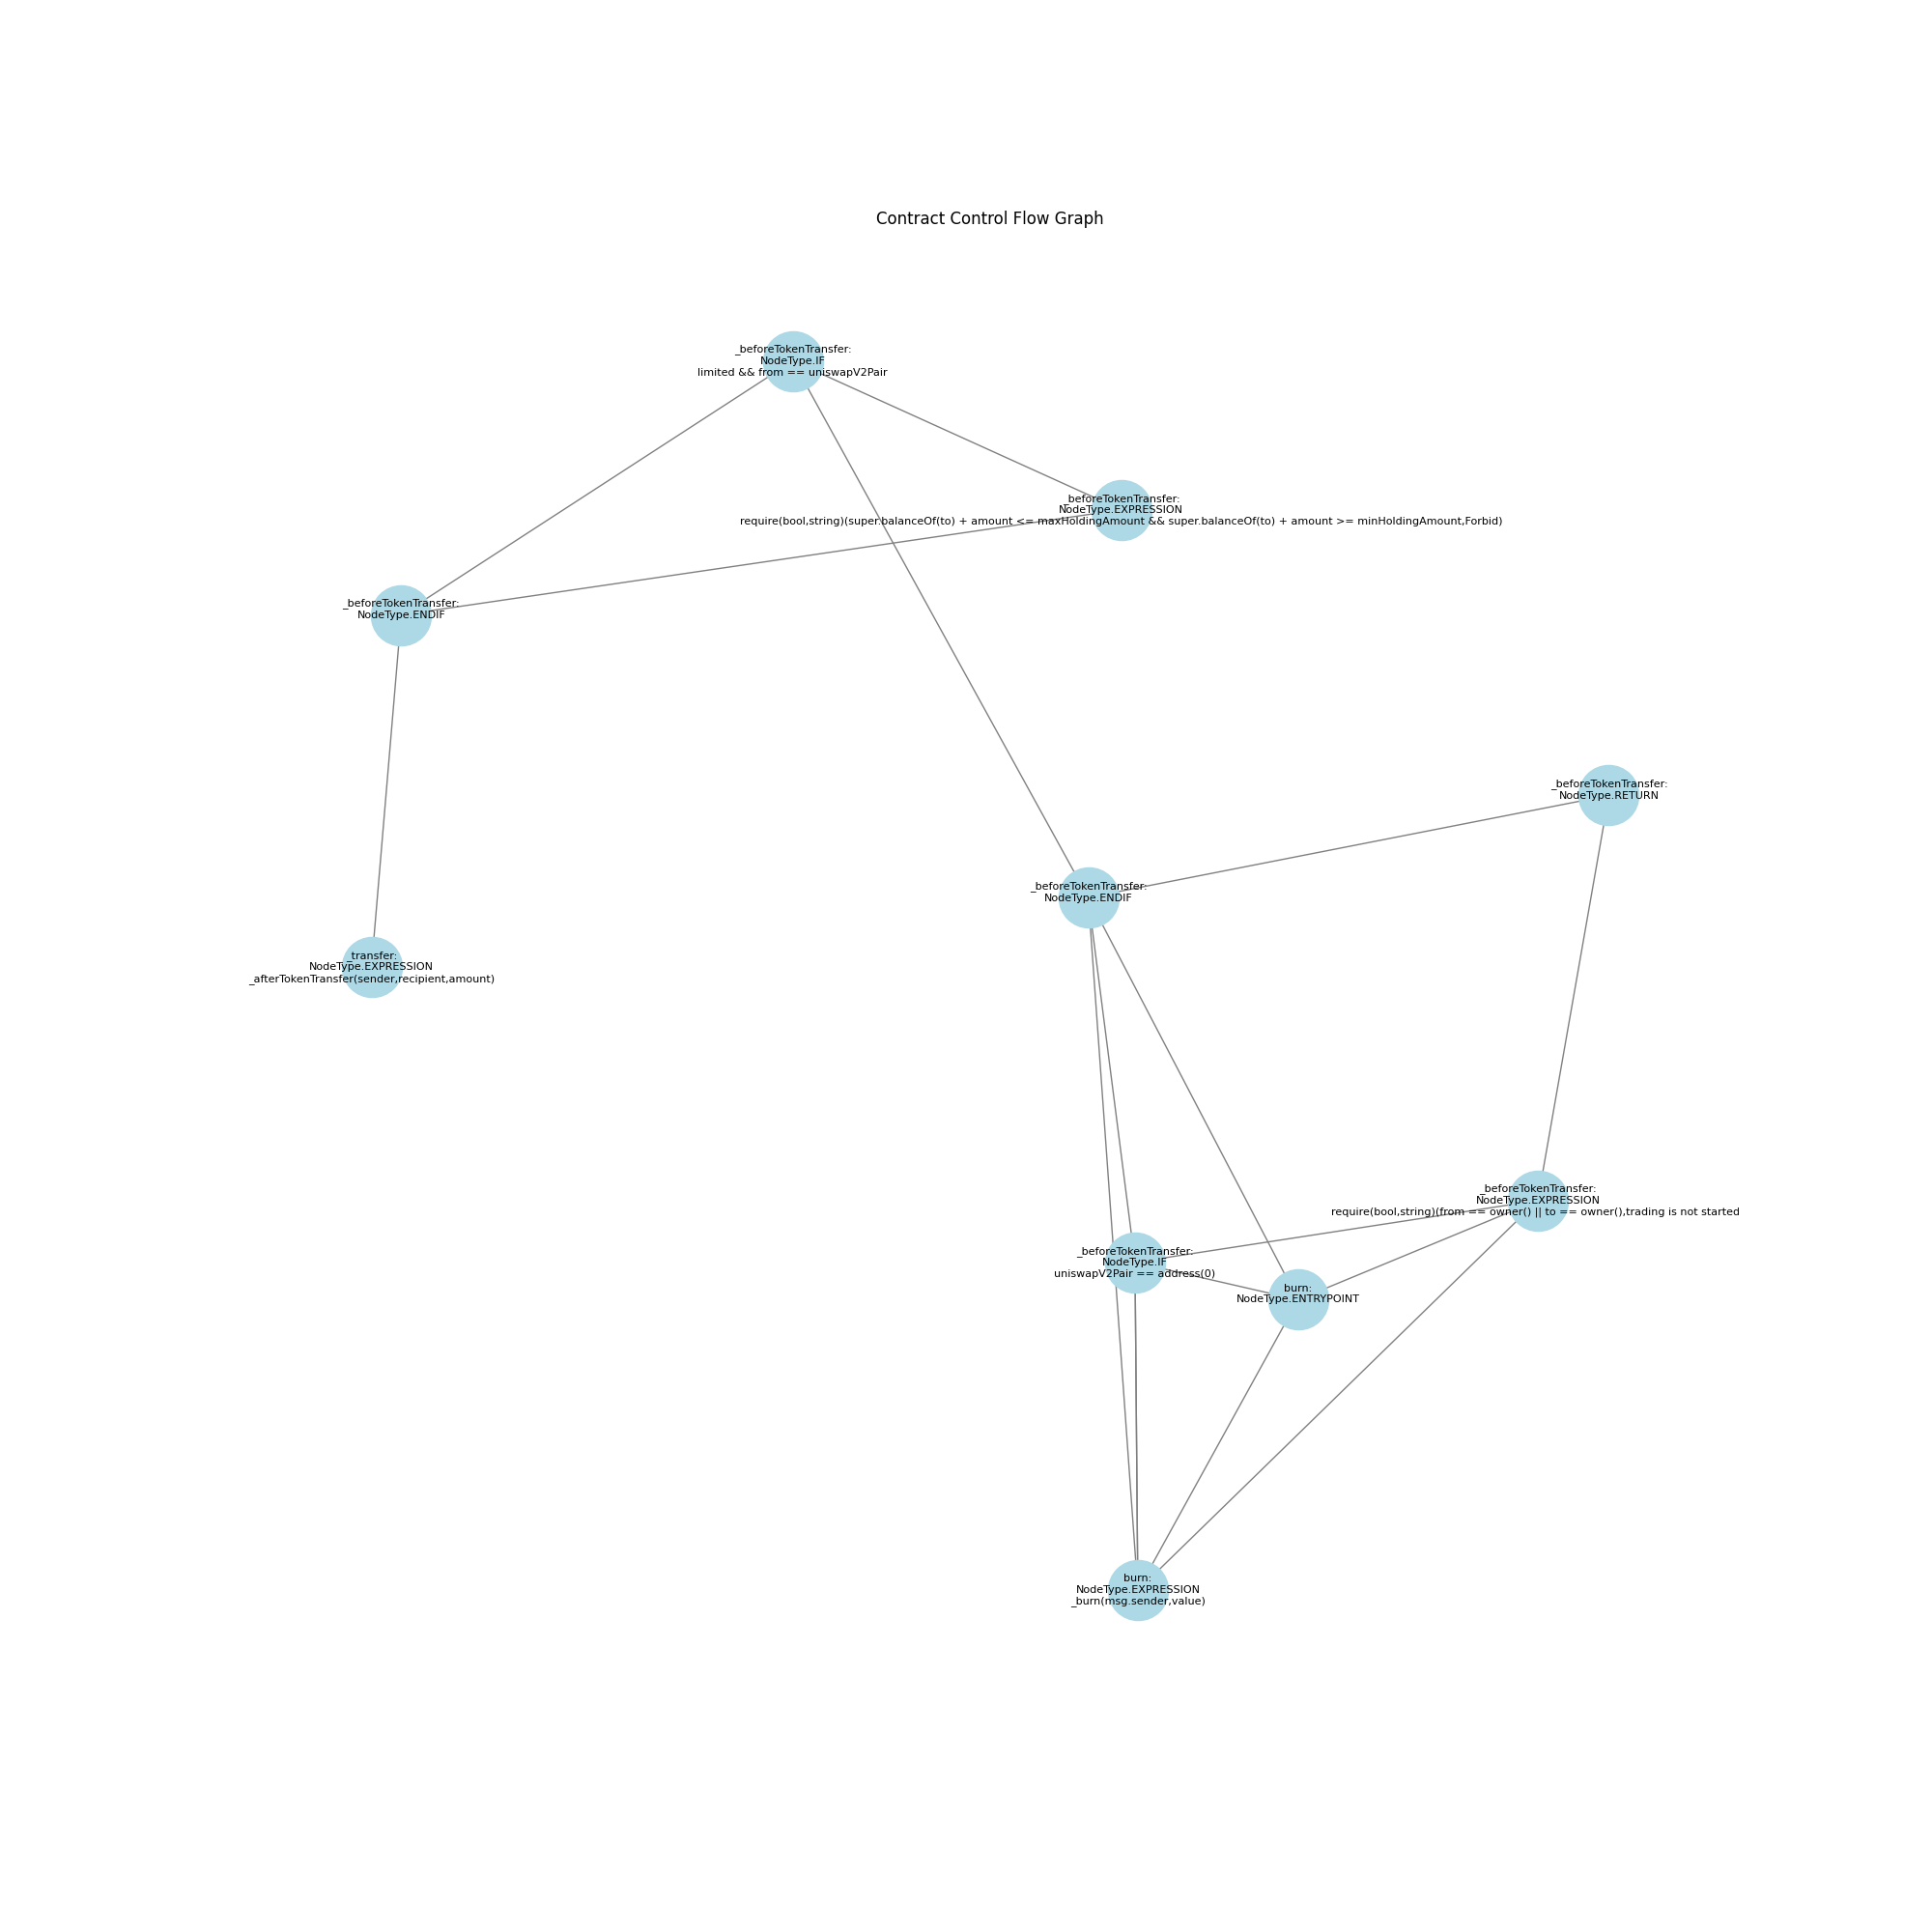 Contract Control Flow Graph
_beforeTokenTransfer:
NodeType.IF
limited && from == uniswapV2Pair
_beforeTokenTransfer:
NodeType.EXPRESSION
require(bool,string)(super.balanceOf(to) + amount <= maxHoldingAmount && super.balanceOf(to) + amount >= minHoldingAmount,Forbid)
_beforeTokenTransfer:
NodeType.ENDIF
_beforeTokenTransfer:
NodeType.RETURN
_beforeTokenTransfer:
NodeType.ENDIF
_transfer:
NodeType.EXPRESSION
_afterTokenTransfer(sender,recipient,amount)
_beforeTokenTransfer:
NodeType.EXPRESSION
require(bool,string)(from == owner() || to == owner(),trading is not started
_beforeTokenTransfer:
NodeType.IF
uniswapV2Pair == address(0)
burn:
NodeType.ENTRYPOINT
burn:
NodeType.EXPRESSION
_burn(msg.sender,value)